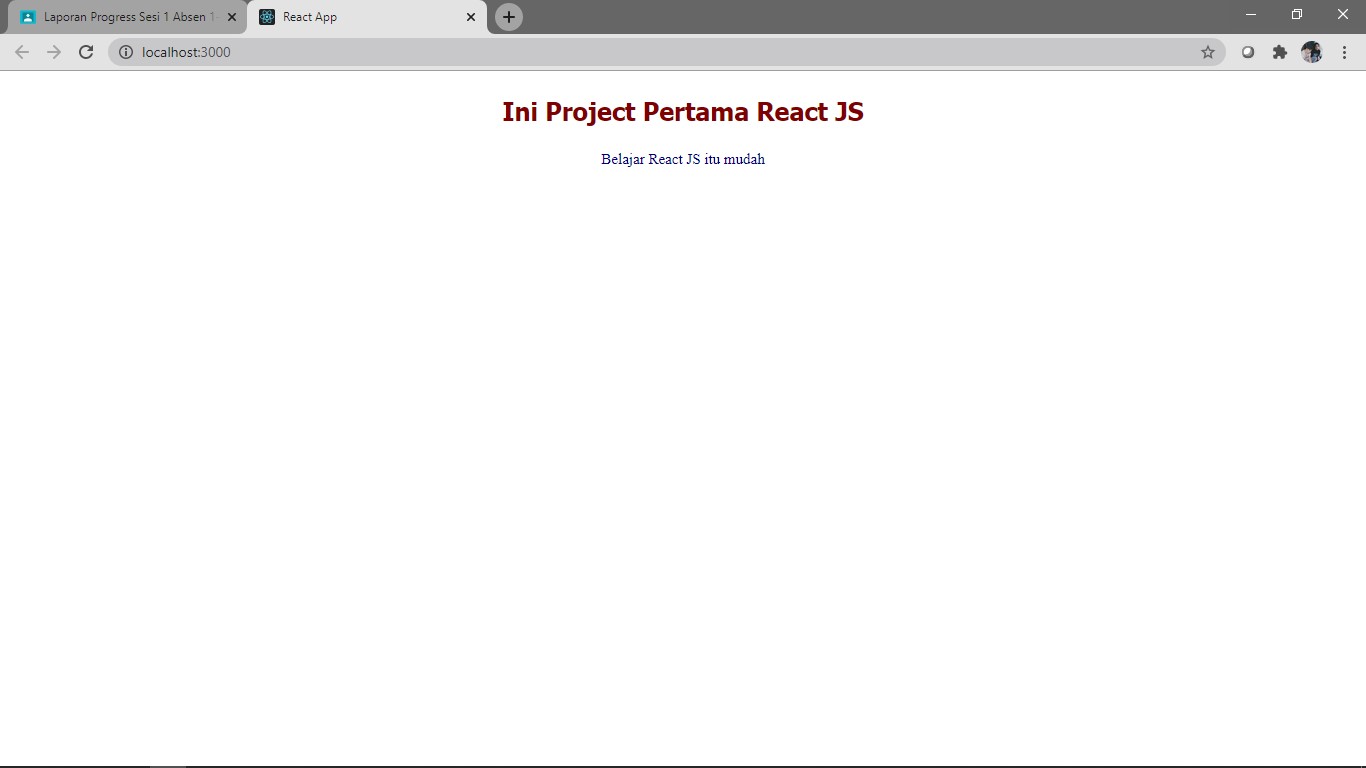 Laporan Progress Sesi 1 Absen 1-
React App
localhost:3000
Ini Project Pertama React JS
Belajar React JS itu mudah